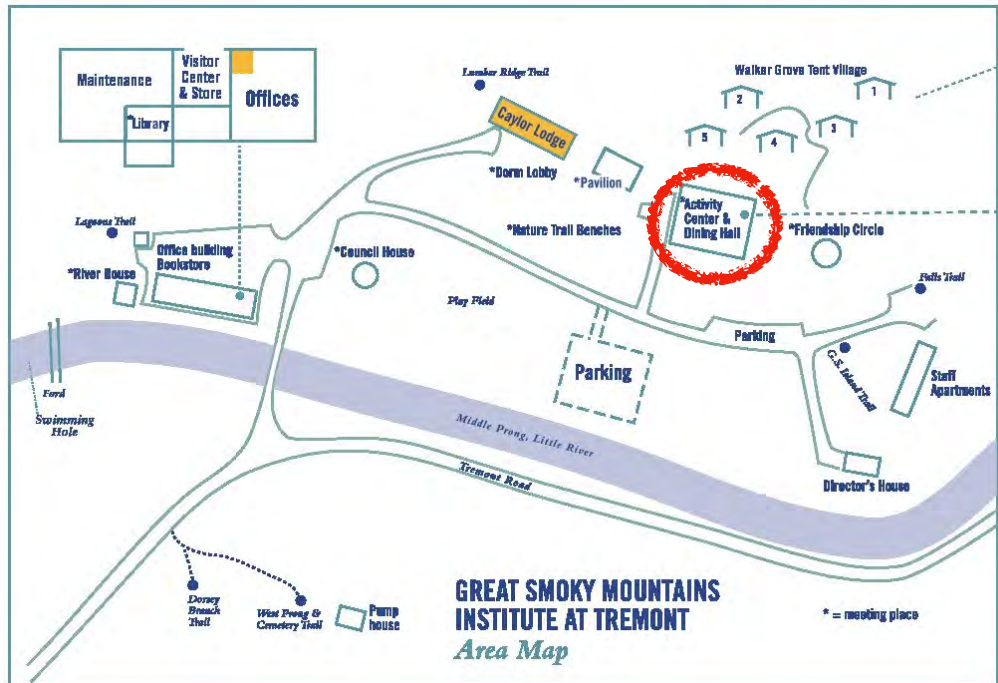 Visitor
Center
& Store
Maintenance
Offices
*Library
Lumber Ridge Trail
Walker Grove Tent Village
1
2
3
4
5
Caylor Lodge
*Dorm Lobby
*Pavilion
*Activity
Center &
Dining Hall
*Nature Trail Benches
*Friendship Circle
Lagoons Trail
Office building
Bookstore
*River House
*Council House
Play Field
Falls Trail
Parking
Parking
G.S. Island Trail
Staff
Apartments
Ford
Swimming
Hole
Middle Prong, Little River
Tremont Road
Director's House
Dorsey
Branch
Trail
West Prong &
Cemetery Trail
Pump
house
GREAT SMOKY MOUNTAINS
INSTITUTE AT TREMONT
Area Map
* = meeting place